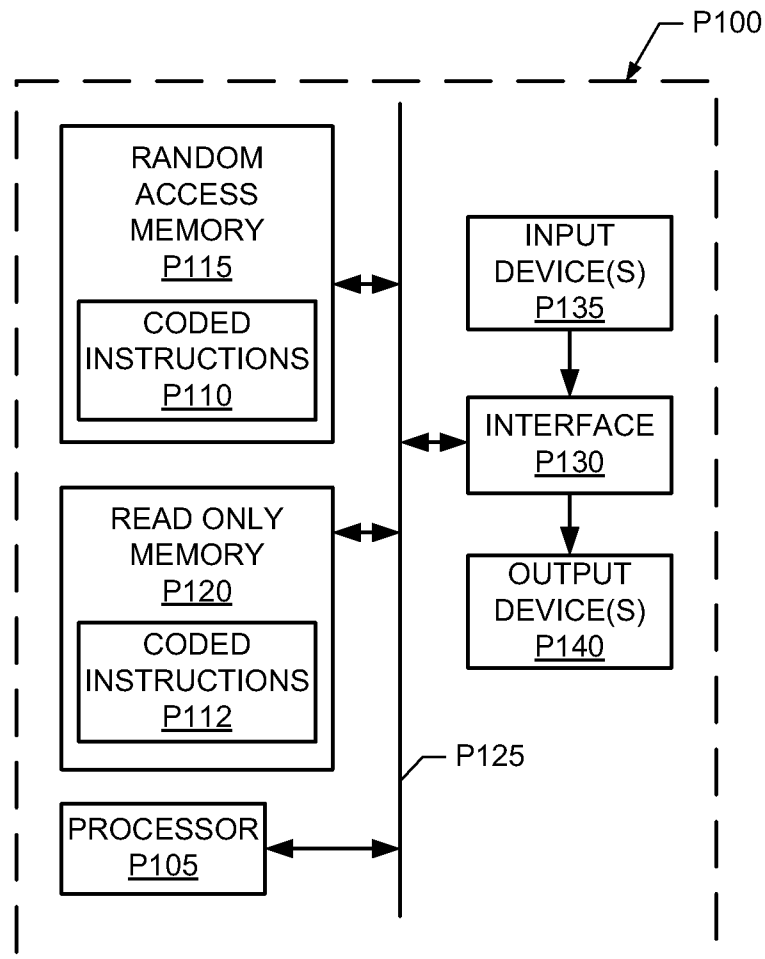 P100
RANDOM
ACCESS
MEMORY
P115
CODED
INSTRUCTIONS
P110
READ ONLY
MEMORY
P120
CODED
INSTRUCTIONS
P112
PROCESSOR
P105
INPUT
DEVICE(S)
P135
INTERFACE
P130
OUTPUT
DEVICE(S)
P140
P125